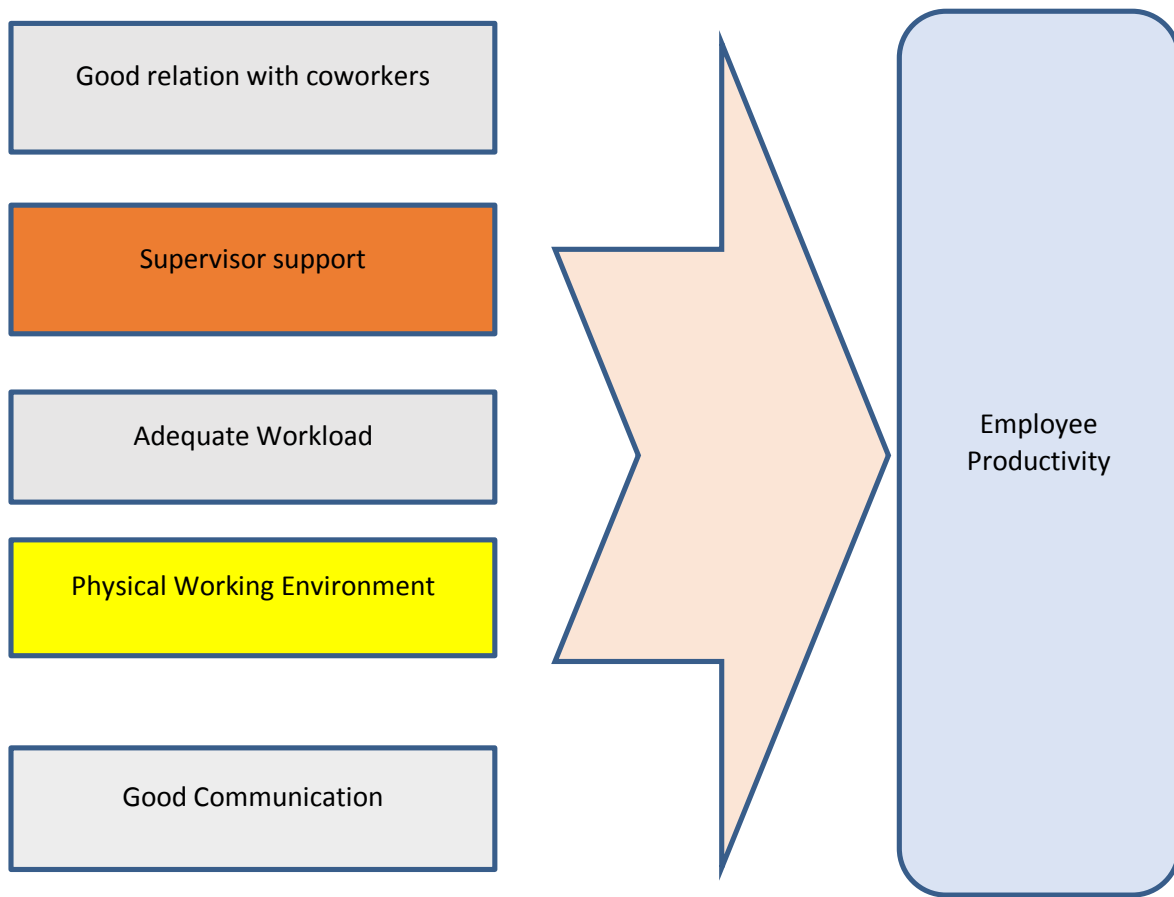 Good relation with coworkers
Supervisor support
Adequate Workload
Physical Working Environment
Good Communication
Employee
Productivity